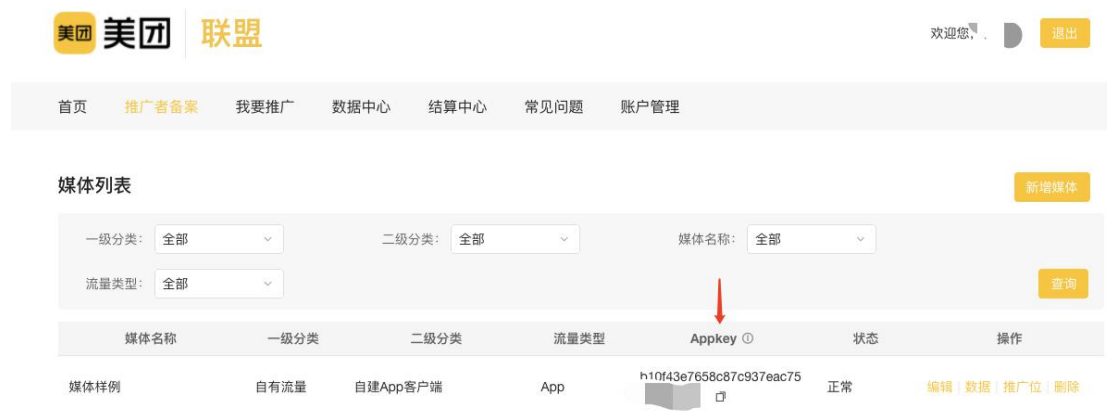 美团 美团 联盟
欢迎您, 退出
首页 推广者备案 我要推广 数据中心 结算中心 常见问题 账户管理
媒体列表
新增媒体
一级分类： 全部 二级分类： 全部 媒体名称： 全部
流量类型： 全部 查询
媒体名称 一级分类 二级分类 流量类型 Appkey 状态 操作
媒体样例 自有流量 自建App客户端 App b10f43e7658c87c937eac75 正常 编辑 数据 推广位 删除